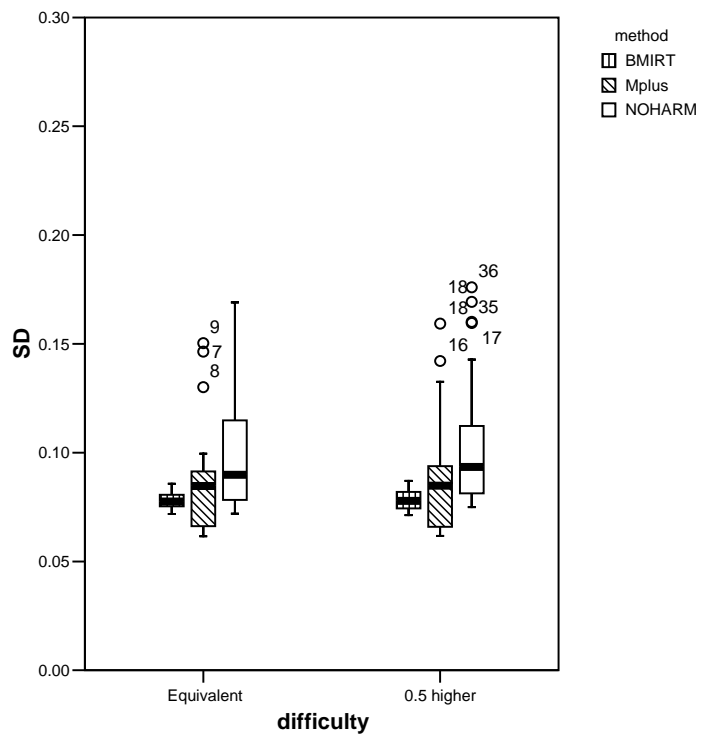 0.30
0.25
0.20
0.15
0.10
0.05
0.00
SD
Equivalent
0.5 higher
difficulty
method
BMIRT
Mplus
NOHARM
9
7
8
36
18
18
35
17
16